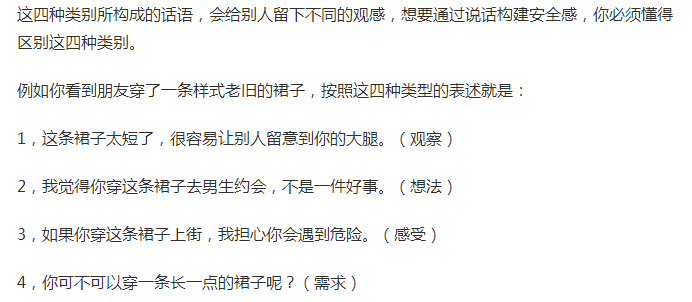 这四种类别所构成的话语，会给别人留下不同的观感，想要通过说话构建安全感，你必须懂得
区别这四种类别。
例如你看到朋友穿了一条样式老旧的裙子，按照这四种类型的表述就是：
1，这条裙子太短了，很容易让别人留意到你的大腿。（观察）
2，我觉得你穿这条裙子去男生约会，不是一件好事。（想法）
3，如果你穿这条裙子上街，我担心你会遇到危险。（感受）
4，你可不可以穿一条长一点的裙子呢？（需求）